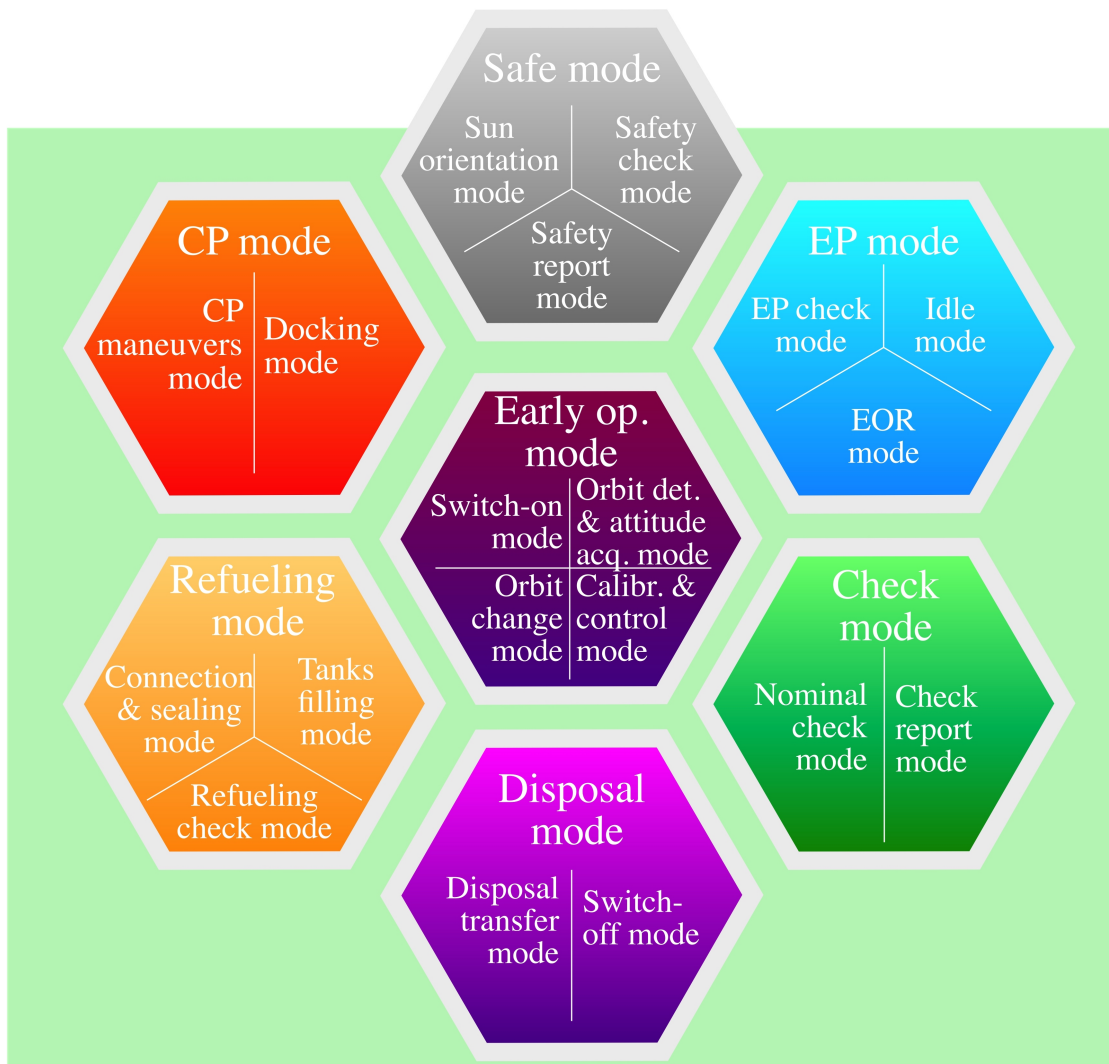 Safe mode
Sun
orientation
mode
Safety
check
mode
Safety
report
mode
CP mode
CP
maneuvers
mode
Docking
mode
EP mode
EP check
mode
Idle
mode
EOR
mode
Early op.
mode
Switch-on
mode
Orbit det.
& attitude
acq. mode
Orbit
change
mode
Calibr. &
control
mode
Refueling
mode
Connection
& sealing
mode
Tanks
filling
mode
Refueling
check mode
Check
mode
Nominal
check
mode
Check
report
mode
Disposal
mode
Disposal
transfer
mode
Switch-
off mode